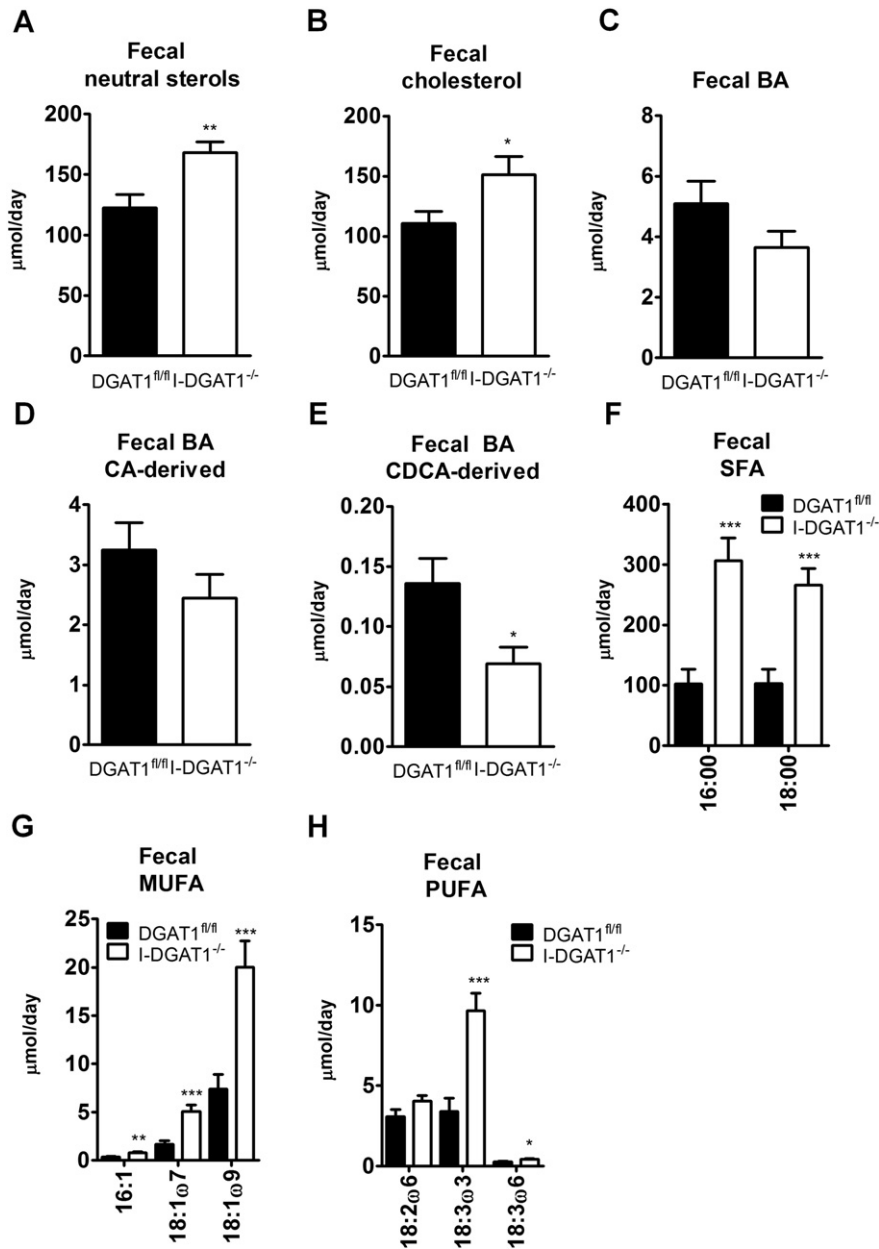 A
Fecal
neutral sterols
200
150
100
50
0
μmol/day
**
DGAT1fl/fl I-DGAT1-/-
B
Fecal
cholesterol
200
150
100
50
0
μmol/day
*
DGAT1fl/fl I-DGAT1-/-
C
Fecal BA
8
6
4
2
0
μmol/day
DGAT1fl/fl I-DGAT1-/-
D
Fecal BA
CA-derived
4
3
2
1
0
μmol/day
DGAT1fl/fl I-DGAT1-/-
E
Fecal BA
CDCA-derived
0.20
0.15
0.10
0.05
0.00
μmol/day
*
DGAT1fl/fl I-DGAT1-/-
F
Fecal
SFA
400
300
200
100
0
μmol/day
DGAT1fl/fl
I-DGAT1-/-
***
***
16:00
18:00
G
Fecal
MUFA
25
20
15
10
5
0
μmol/day
DGAT1fl/fl
I-DGAT1-/-
**
***
***
16:1
18:1ω7
18:1ω9
H
Fecal
PUFA
15
10
5
0
μmol/day
DGAT1fl/fl
I-DGAT1-/-
***
*
18:2ω6
18:3ω3
18:3ω6